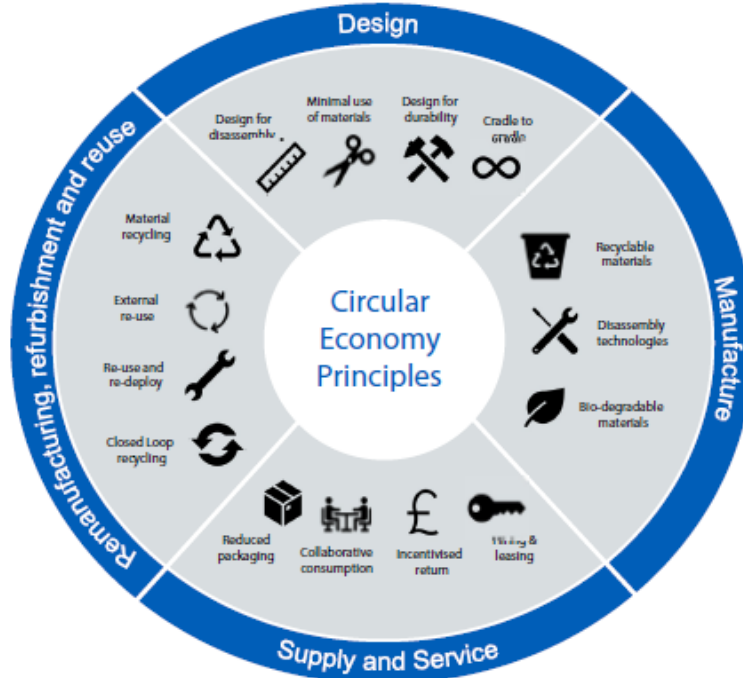 Design
Design for
disassembly
Minimal use
of materials
Design for
durability
Cradle to
cradle
Manufacture
Recyclable
materials
Disassembly
technologies
Bio-degradable
materials
Supply and Service
Reduced
packaging
Collaborative
consumption
Incentivised
return
&
leasing
Remanufacturing, refurbishment and reuse
Material
recycling
External
re-use
Re-use and
re-deploy
Closed Loop
recycling
Circular
Economy
Principles
£